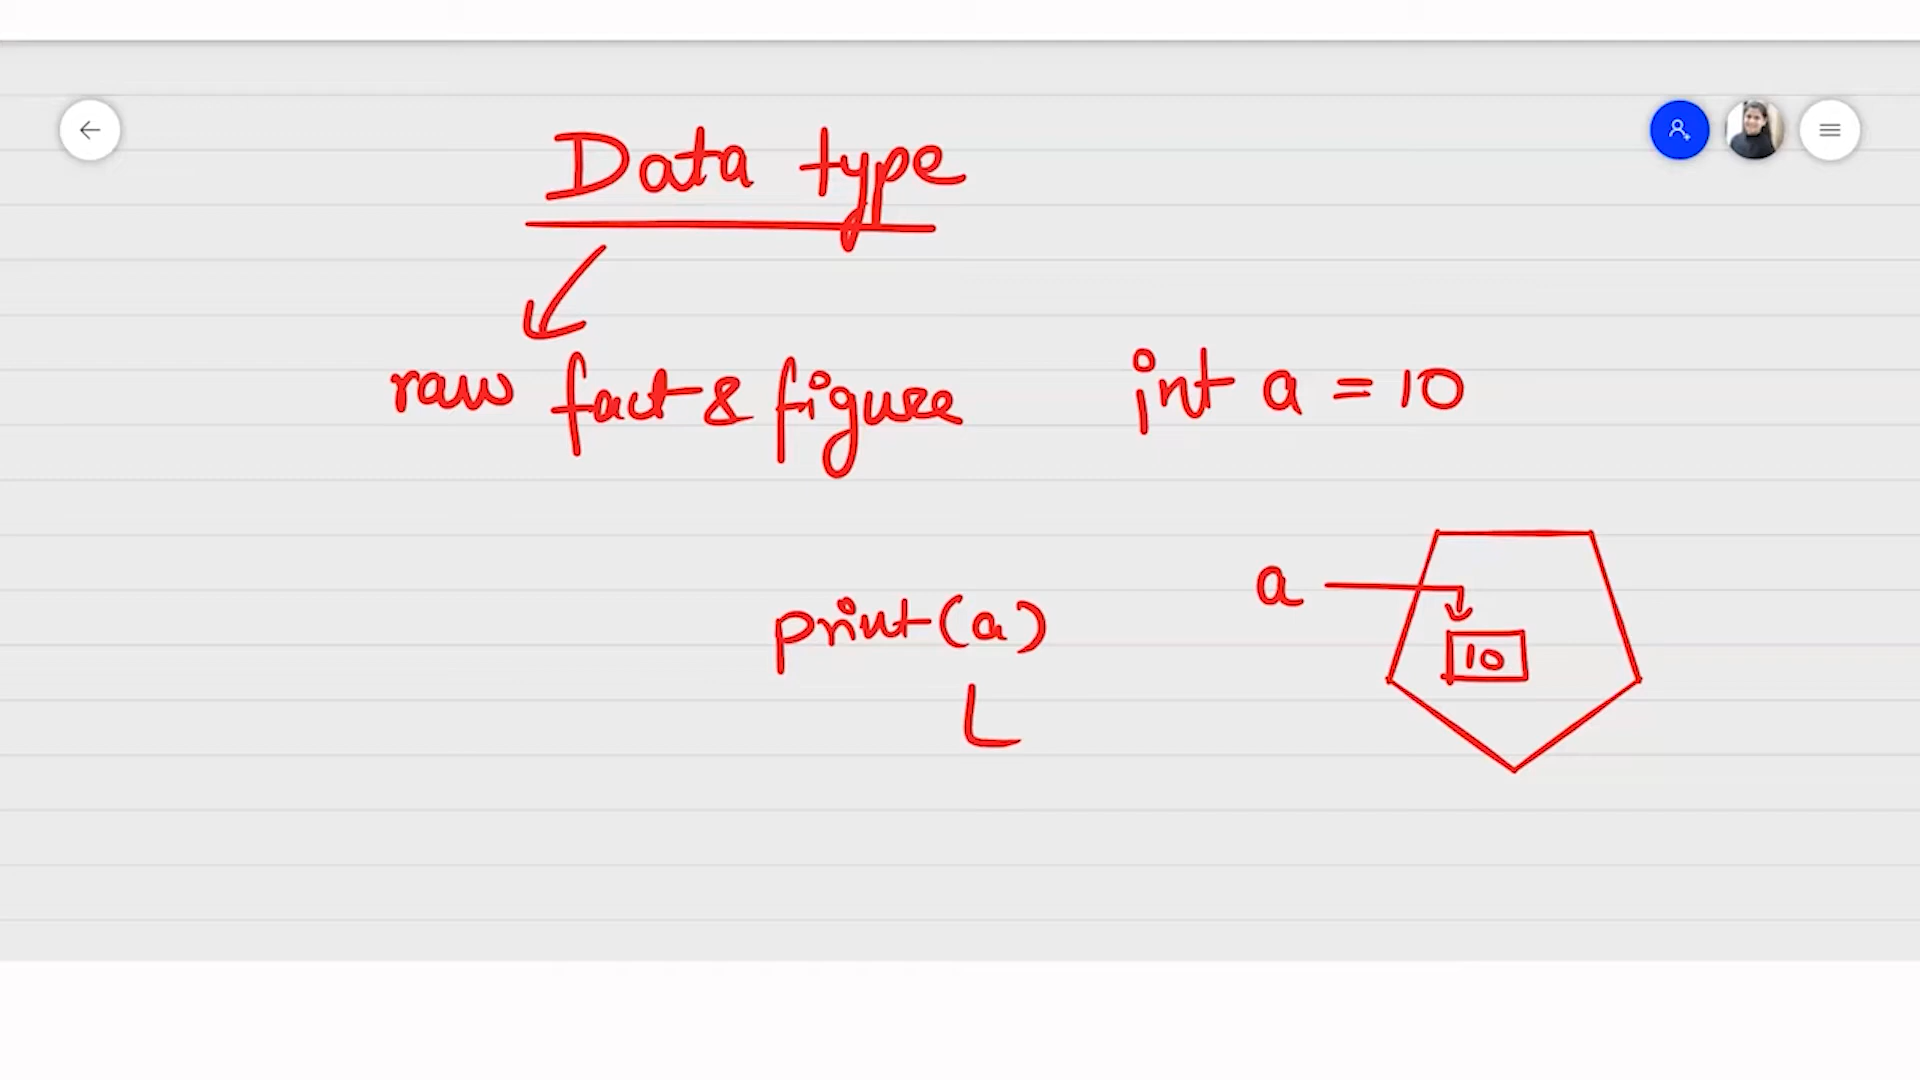 Data type
raw fact & figure
int a = 10
a
10
print(a)